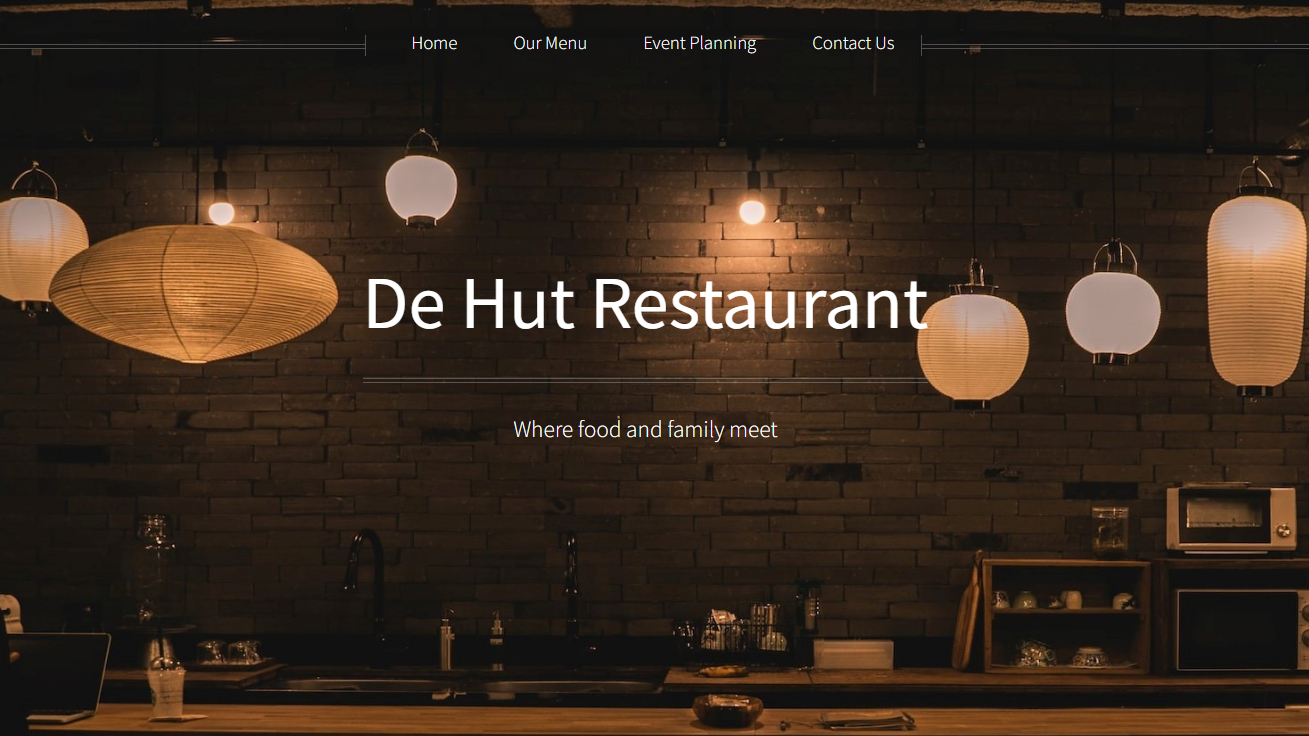 Home Our Menu Event Planning Contact Us
De Hut Restaurant
Where food and family meet